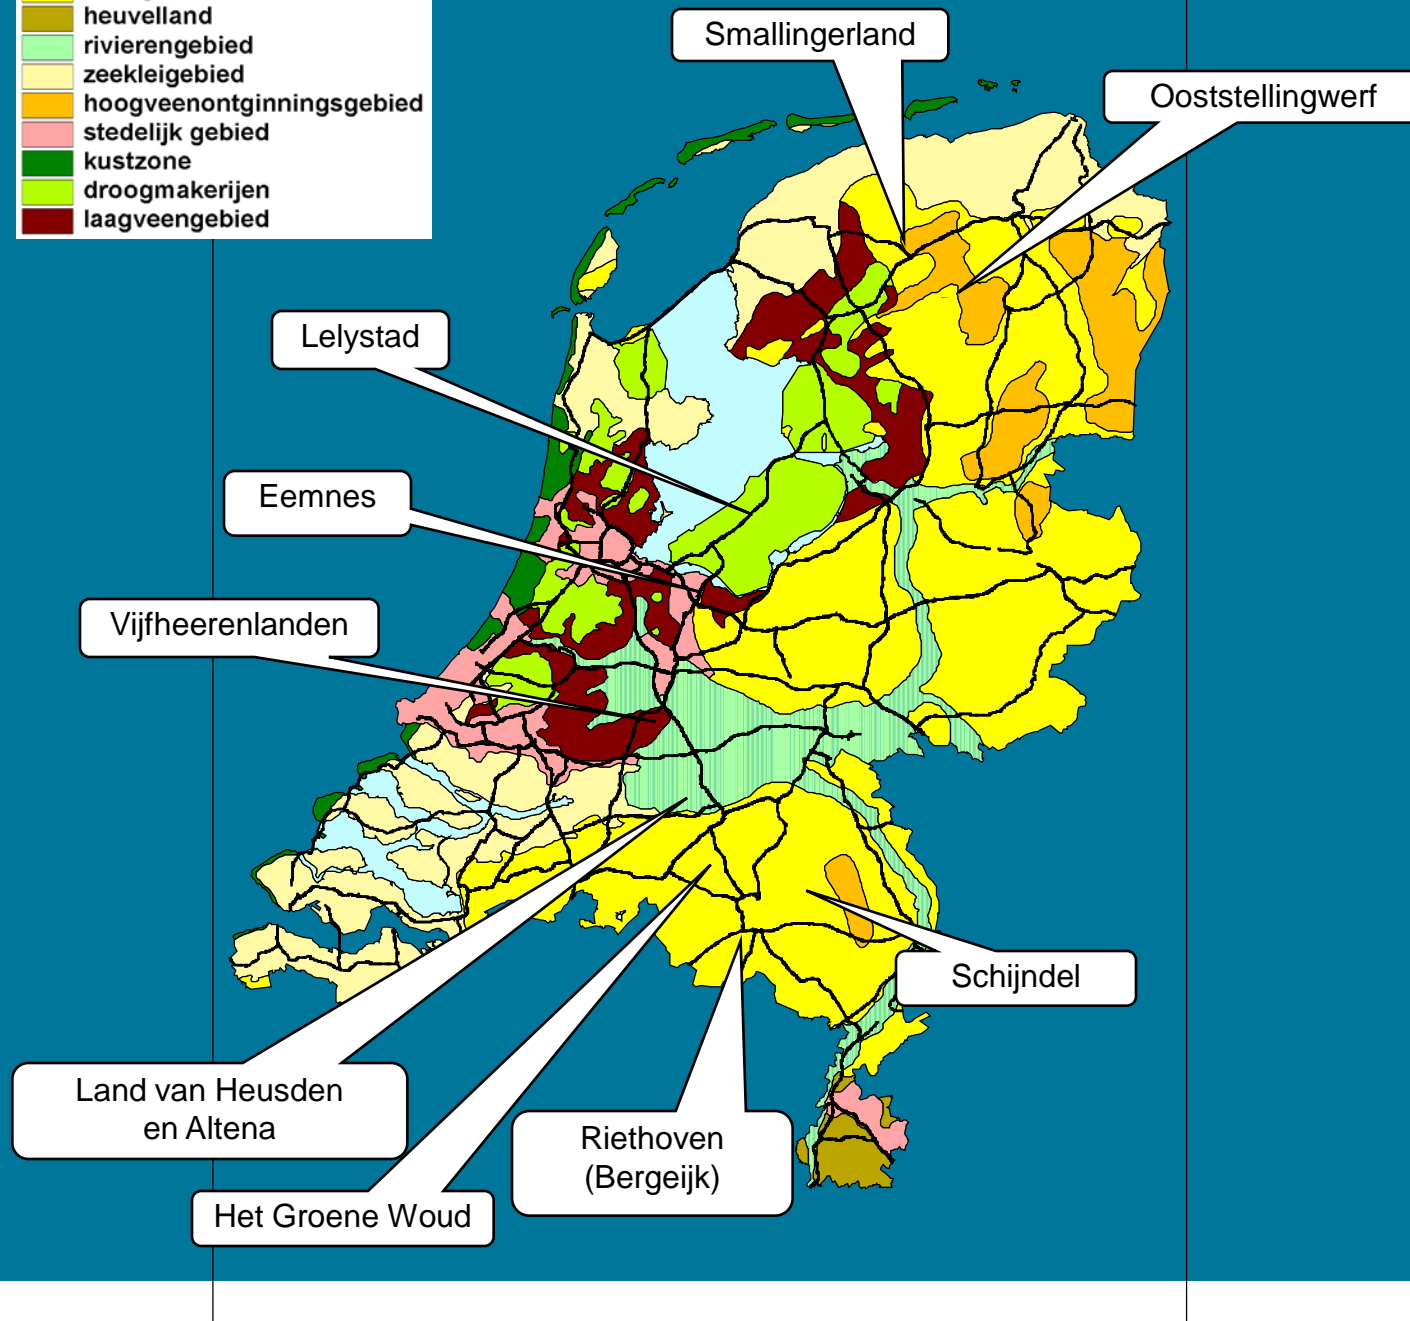 heuvelland
rivierengebied
zeekleigebied
hoogveenontginningsgebied
stedelijk gebied
kustzone
droogmakerijen
laagveengebied
Smallingerland
Ooststellingwerf
Lelystad
Eemnes
Vijfheerenlanden
Schijndel
Land van Heusden
en Altena
Riethoven
(Bergeijk)
Het Groene Woud